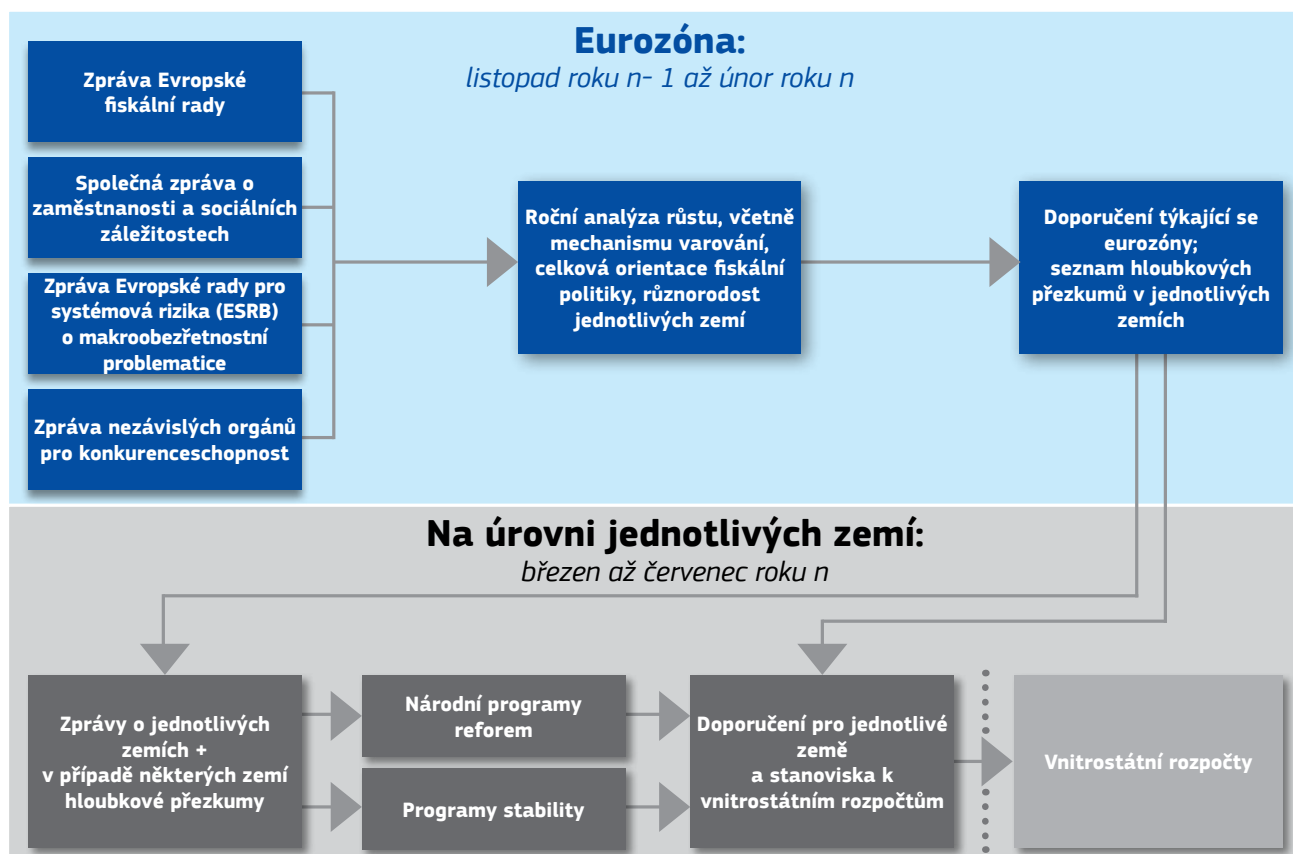 Eurozóna:
listopad roku n- 1 až únor roku n
Zpráva Evropské
fiskální rady
Společná zpráva o
zaměstnanosti a sociálních
záležitostech
Zpráva Evropské rady pro
systémová rizika (ESRB)
o makroobezřetnostní
problematice
Zpráva nezávislých orgánů
pro konkurenceschopnost
Roční analýza růstu, včetně
mechanismu varování,
celková orientace fiskální
politiky, různorodost
jednotlivých zemí
Doporučení týkající se
eurozóny;
seznam hloubkových
přezkumů v jednotlivých
zemích
Na úrovni jednotlivých zemí:
březen až červenec roku n
Zprávy o jednotlivých
zemích +
v případě některých zemí
hloubkové přezkumy
Národní programy
reforem
Programy stability
Doporučení pro jednotlivé
země
a stanoviska k
vnitrostátním rozpočtům
Vnitrostátní rozpočty